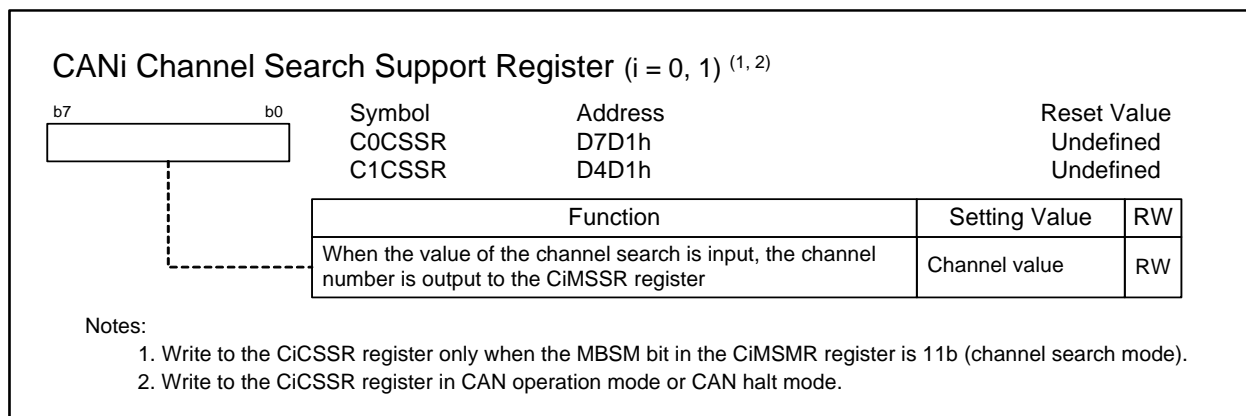 CANi Channel Search Support Register (i = 0, 1) (1, 2)
b7 b0 Symbol Address Reset Value
C0CSSR D7D1h Undefined
C1CSSR D4D1h Undefined
Function Setting Value RW
When the value of the channel search is input, the channel
number is output to the CiMSSR register
Channel value RW
Notes:
1. Write to the CiCSSR register only when the MBSM bit in the CiMSMR register is 11b (channel search mode).
2. Write to the CiCSSR register in CAN operation mode or CAN halt mode.